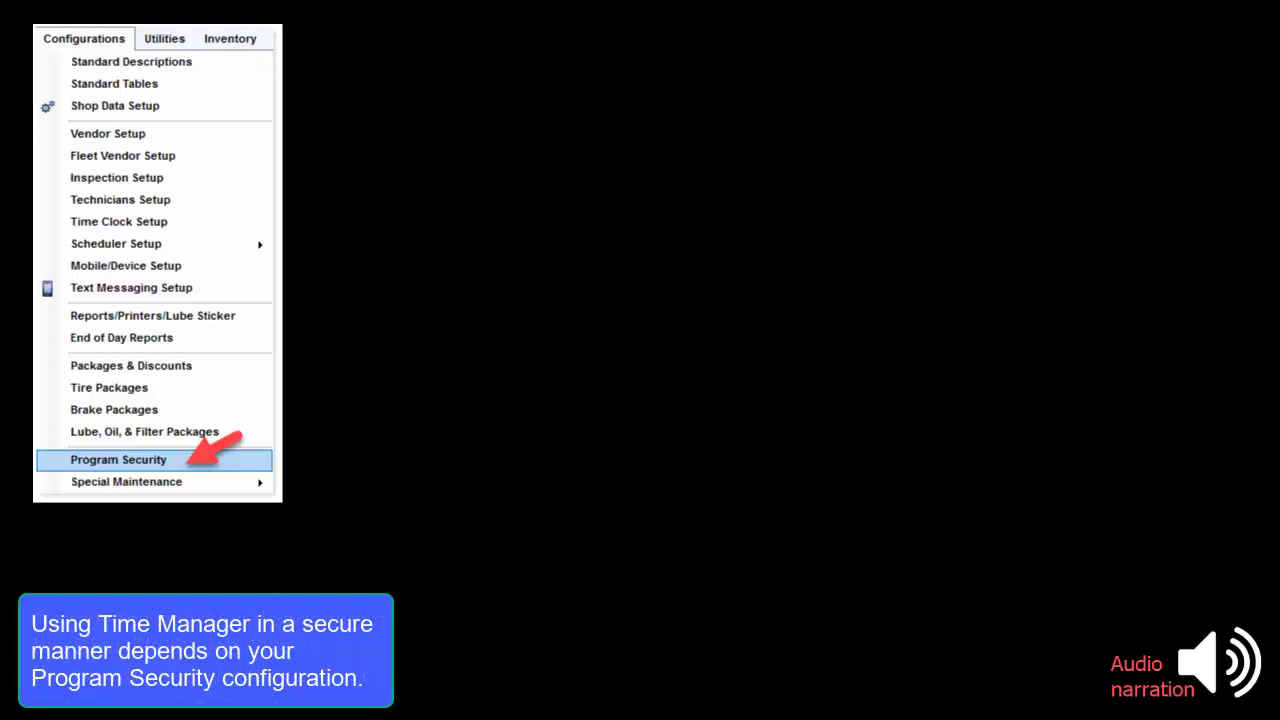 Configurations Utilities Inventory
Standard Descriptions
Standard Tables
Shop Data Setup
Vendor Setup
Fleet Vendor Setup
Inspection Setup
Technicians Setup
Time Clock Setup
Scheduler Setup
Mobile/Device Setup
Text Messaging Setup
Reports/Printers/Lube Sticker
End of Day Reports
Packages & Discounts
Tire Packages
Brake Packages
Lube, Oil, & Filter Packages
Program Security
Special Maintenance
Using Time Manager in a secure
manner depends on your
Program Security configuration.
Audio
narration